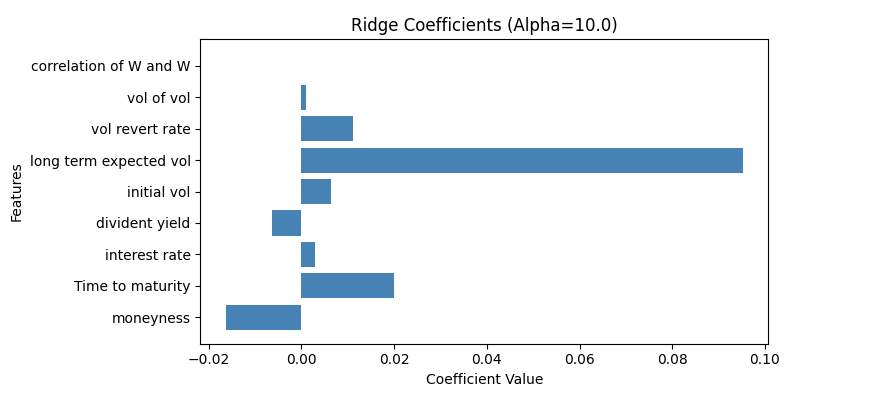 Ridge Coefficients (Alpha=10.0)
Features
correlation of W and W
vol of vol
vol revert rate
long term expected vol
initial vol
divident yield
interest rate
Time to maturity
moneyness
−0.02 0.00 0.02 0.04 0.06 0.08 0.10
Coefficient Value